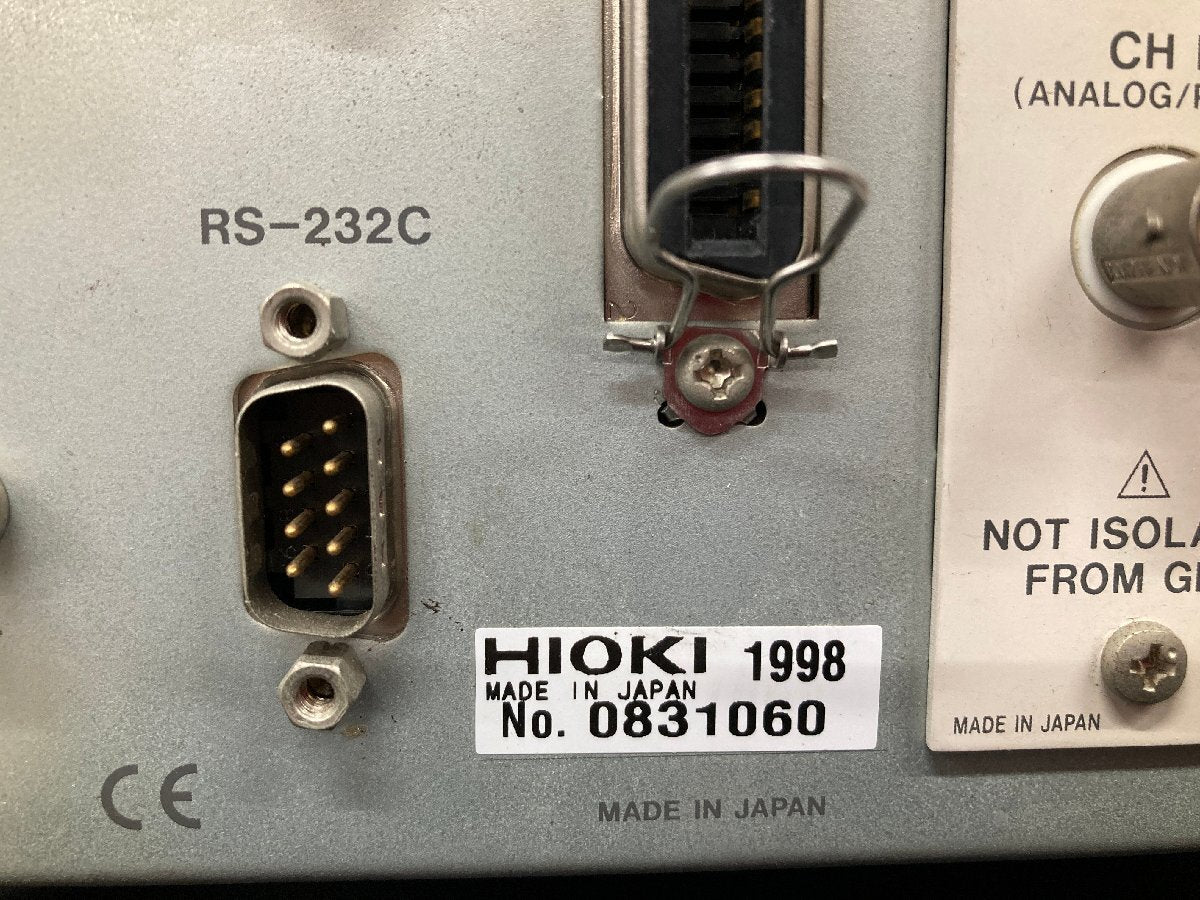 CH
(ANALOG/
RS-232C
NOT ISOLA
FROM G
HIOKI 1998
MADE IN JAPAN
No. 0831060
MADE IN JAPAN
CE
MADE IN JAPAN